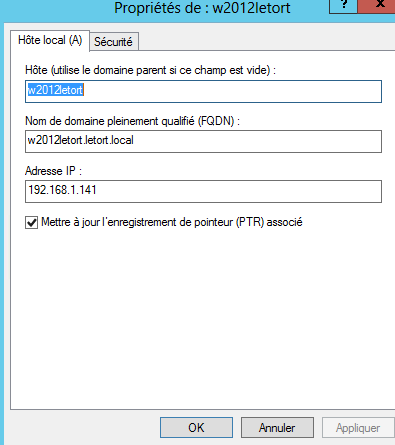 Propriétés de : w2012letort
?
x
Hôte local (A)
Sécurité
Hôte (utilise le domaine parent si ce champ est vide) :
w2012letort
Nom de domaine pleinement qualifié (FQDN) :
w2012letort.letort.local
Adresse IP :
192.168.1.141
Mettre à jour l'enregistrement de pointeur (PTR) associé
OK
Annuler
Appliquer